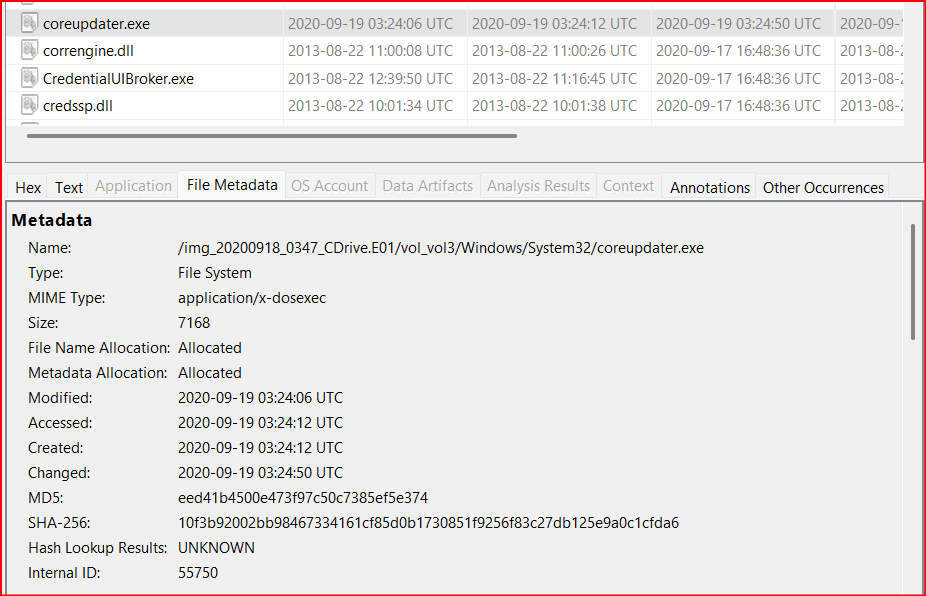 coreupdater.exe 2020-09-19 03:24:06 UTC 2020-09-19 03:24:12 UTC 2020-09-19 03:24:50 UTC 2020-09-
correngine.dll 2013-08-22 11:00:08 UTC 2013-08-22 11:00:26 UTC 2020-09-17 16:48:36 UTC 2013-08-
CredentialUIBroker.exe 2013-08-22 12:39:50 UTC 2013-08-22 11:16:45 UTC 2020-09-17 16:48:36 UTC 2013-08-
credssp.dll 2013-08-22 10:01:34 UTC 2013-08-22 10:01:38 UTC 2020-09-17 16:48:36 UTC 2013-08-
Hex Text Application File Metadata OS Account Data Artifacts Analysis Results Context Annotations Other Occurrences
Metadata
Name: /img_20200918_0347_CDrive.E01/vol_vol3/Windows/System32/coreupdater.exe
Type: File System
MIME Type: application/x-dosexec
Size: 7168
File Name Allocation: Allocated
Metadata Allocation: Allocated
Modified: 2020-09-19 03:24:06 UTC
Accessed: 2020-09-19 03:24:12 UTC
Created: 2020-09-19 03:24:12 UTC
Changed: 2020-09-19 03:24:50 UTC
MD5: eed41b4500e473f97c50c7385ef5e374
SHA-256: 10f3b92002bb98467334161cf85d0b1730851f9256f83c27db125e9a0c1cfda6
Hash Lookup Results: UNKNOWN
Internal ID: 55750